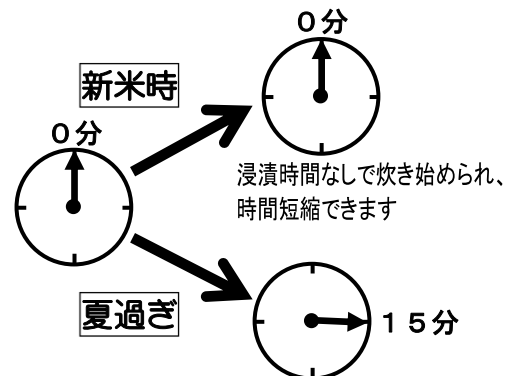 ０分
新米時
０分
浸漬時間なしで炊き始められ、
時間短縮できます
夏過ぎ
１５分